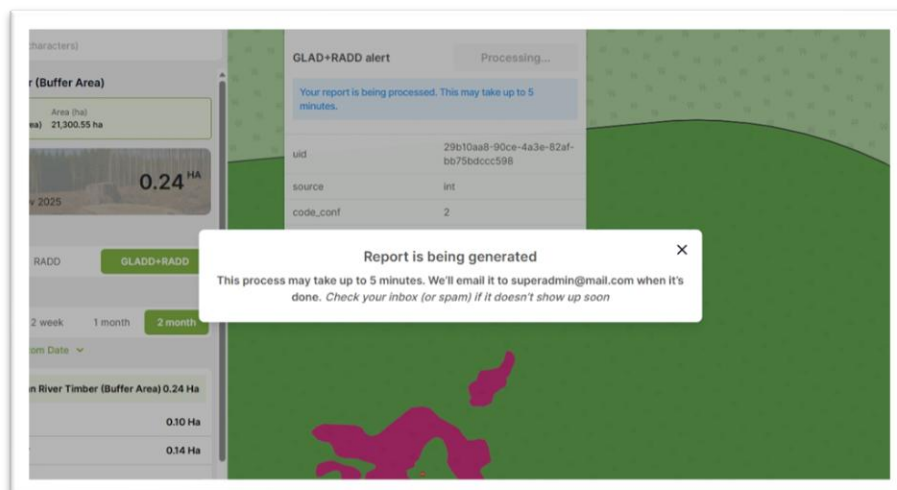 characters)
r (Buffer Area)
Area (ha)
ea) 21,300.55 ha
0.24 HA
v 2025
RADD
GLADD+RADD
2 week
1 month
2 month
om Date
n River Timber (Buffer Area) 0.24 Ha
0.10 Ha
0.14 Ha
GLAD+RADD alert
Processing...
Your report is being processed. This may take up to 5
minutes.
uid
29b10aa8-90ce-4a3e-82af-
bb75bdccc598
source
int
code_conf
2
Report is being generated
This process may take up to 5 minutes. We'll email it to superadmin@mail.com when it's
done. Check your inbox (or spam) if it doesn't show up soon